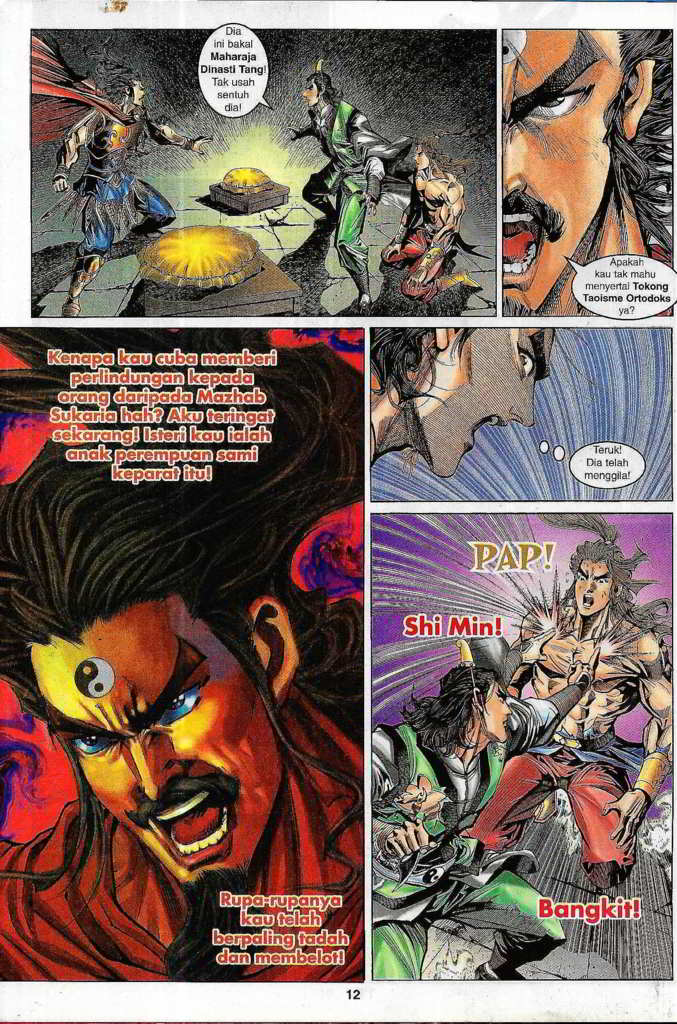 Dia
ini bakal
Maharaja
Dinasti Tang!
Tak usah
sentuh
dia!
Apakah
kau tak mahu
menyertai Tokong
Taoisme Ortodoks
ya?
Kenapa kau cuba memberi
perlindungan kepada
orang daripada Mazhab
Sukaria hah? Aku teringat
sekarang! Isteri kau ialah
anak perempuan sami
keparat itu!
Rupa-rupanya
kau telah
berpaling tadah
dan membelot!
Teruk!
Dia telah
menggila!
PAP!
Shi Min!
Bangkit!
12